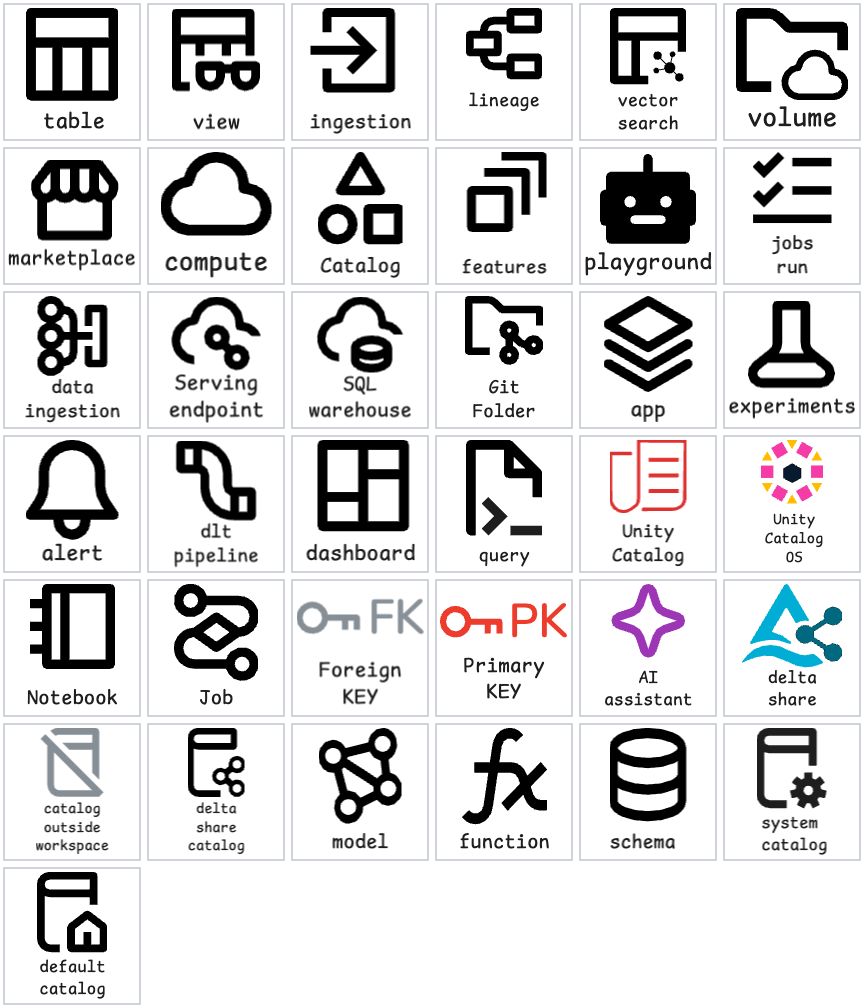 table
view
ingestion
lineage
vector
search
volume
marketplace
compute
Catalog
features
playground
jobs
run
data
ingestion
Serving
endpoint
SQL
warehouse
Git
Folder
app
experiments
alert
dlt
pipeline
dashboard
query
Unity
Catalog
Unity
Catalog
OS
Notebook
Job
FK
Foreign
KEY
PK
Primary
KEY
AI
assistant
delta
share
catalog
outside
workspace
delta
share
catalog
model
fx
function
schema
system
catalog
default
catalog